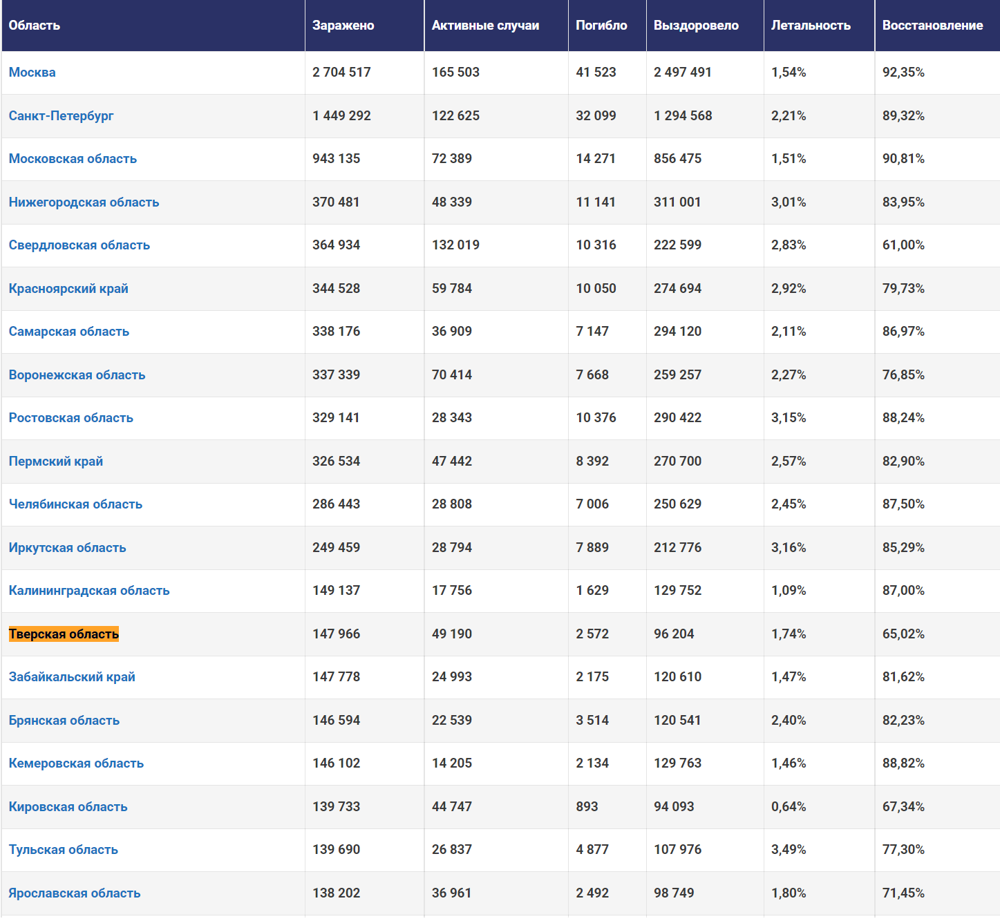 Область Заражено Активные случаи Погибло Выздоровело Летальность Восстановление
Москва 2 704 517 165 503 41 523 2 497 491 1,54% 92,35%
Санкт-Петербург 1 449 292 122 625 32 099 1 294 568 2,21% 89,32%
Московская область 943 135 72 389 14 271 856 475 1,51% 90,81%
Нижегородская область 370 481 48 339 11 141 311 001 3,01% 83,95%
Свердловская область 364 934 132 019 10 316 222 599 2,83% 61,00%
Красноярский край 344 528 59 784 10 050 274 694 2,92% 79,73%
Самарская область 338 176 36 909 7 147 294 120 2,11% 86,97%
Воронежская область 337 339 70 414 7 668 259 257 2,27% 76,85%
Ростовская область 329 141 28 343 10 376 290 422 3,15% 88,24%
Пермский край 326 534 47 442 8 392 270 700 2,57% 82,90%
Челябинская область 286 443 28 808 7 006 250 629 2,45% 87,50%
Иркутская область 249 459 28 794 7 889 212 776 3,16% 85,29%
Калининградская область 149 137 17 756 1 629 129 752 1,09% 87,00%
Тверская область 147 966 49 190 2 572 96 204 1,74% 65,02%
Забайкальский край 147 778 24 993 2 175 120 610 1,47% 81,62%
Брянская область 146 594 22 539 3 514 120 541 2,40% 82,23%
Кемеровская область 146 102 14 205 2 134 129 763 1,46% 88,82%
Кировская область 139 733 44 747 893 94 093 0,64% 67,34%
Тульская область 139 690 26 837 4 877 107 976 3,49% 77,30%
Ярославская область 138 202 36 961 2 492 98 749 1,80% 71,45%